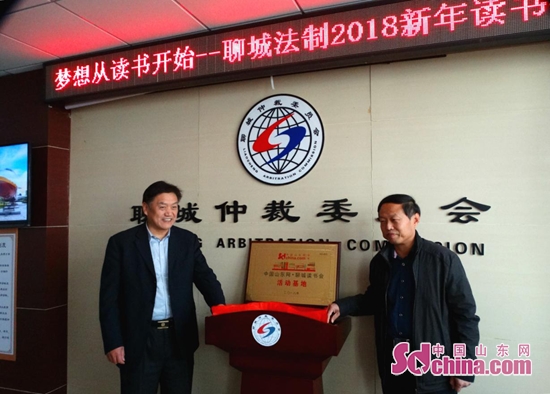 梦想从读书开始--聊城法制2018新年读书
聊城仲裁委员会
LIAOCHENG ARBITRATION COMMISSION
聊城仲裁委员会
NG ARBITRATION COMMISSION
中国山东网·聊城读书会
活动基地
中国山东网
Sdchina.com